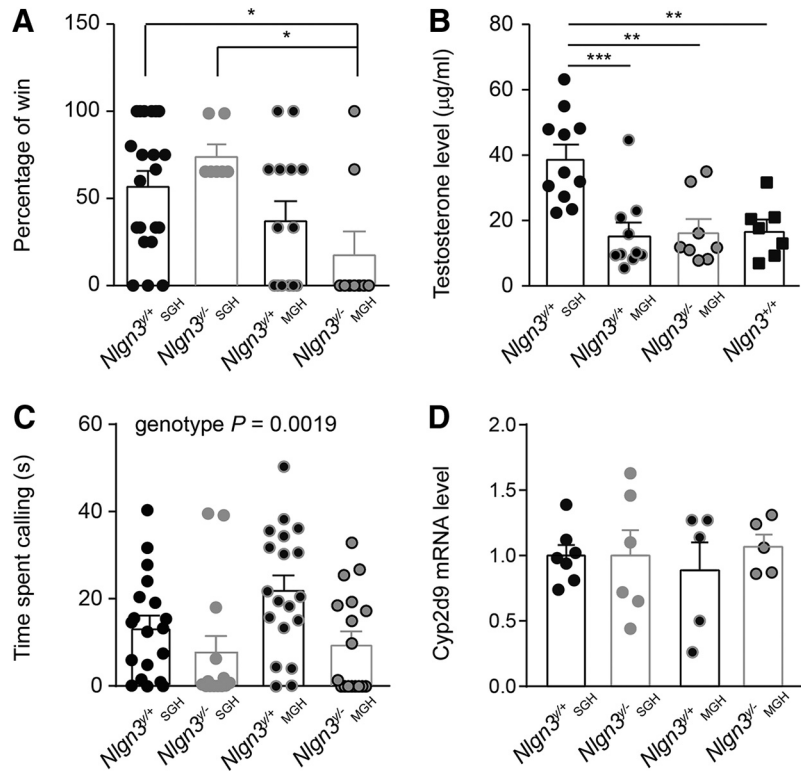 A
Percentage of win
150
100
50
0
*
*
Nlgn3y/+ SGH
Nlgn3y/- SGH
Nlgn3y/+ MGH
Nlgn3y/- MGH
B
Testosterone level (µg/ml)
80
60
40
20
0
**
**
***
Nlgn3y/+ SGH
Nlgn3y/+ MGH
Nlgn3y/- MGH
Nlgn3+/+
C
genotype P = 0.0019
Time spent calling (s)
60
40
20
0
Nlgn3y/+ SGH
Nlgn3y/- SGH
Nlgn3y/+ MGH
Nlgn3y/- MGH
D
Cyp2d9 mRNA level
2.0
1.5
1.0
0.5
0.0
Nlgn3y/+ SGH
Nlgn3y/- SGH
Nlgn3y/+ MGH
Nlgn3y/- MGH